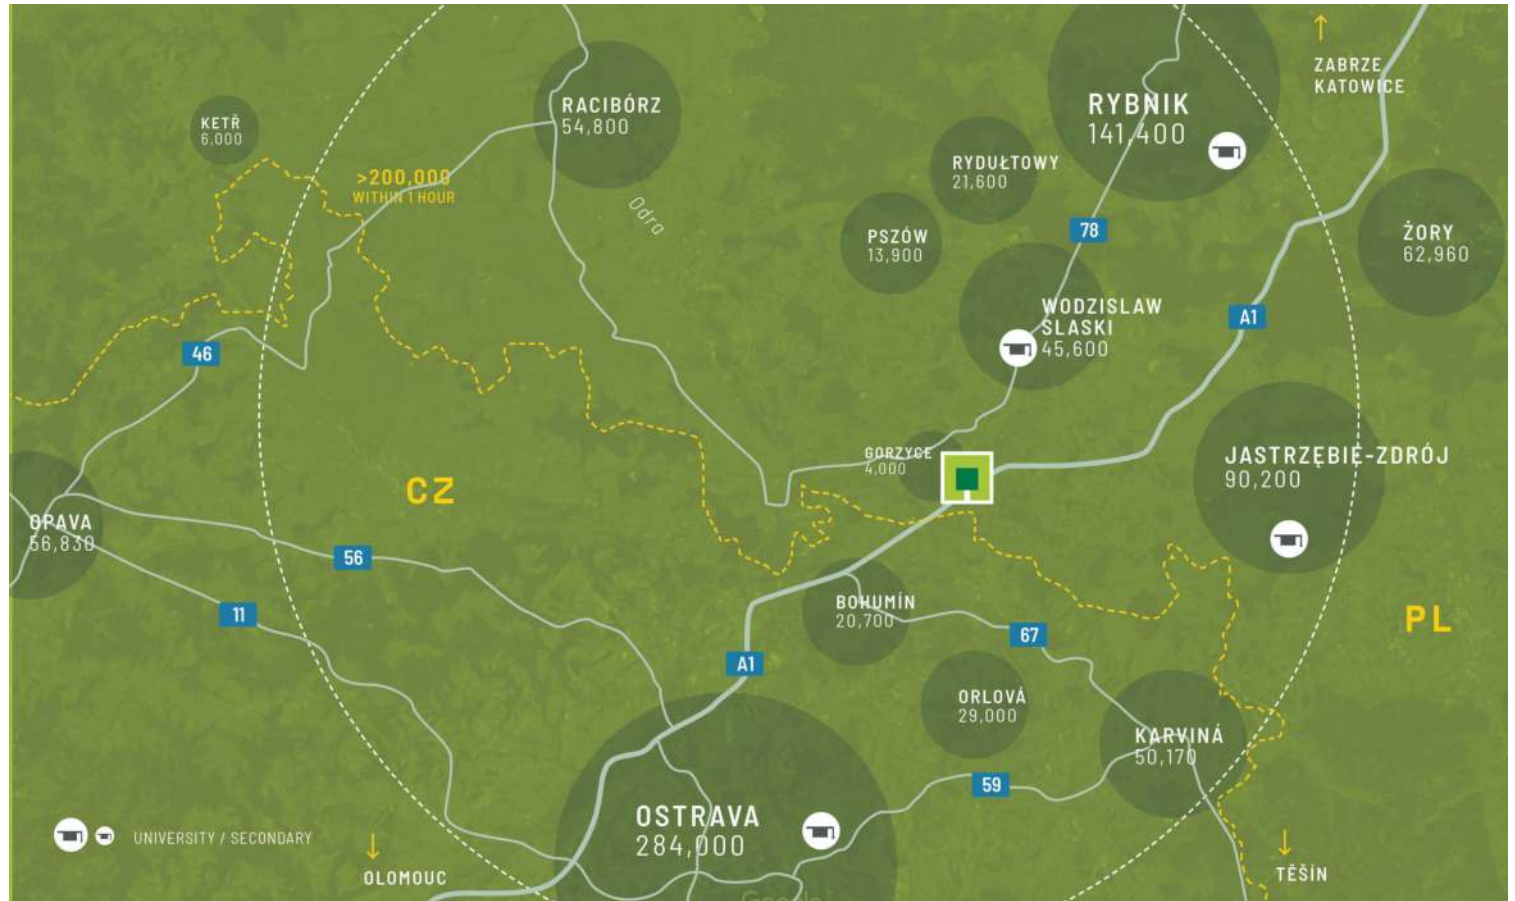 ZABRZE
KATOWICE
RACIBÓRZ
54,800
RYBNIK
141,400
KETŘ
6,000
RYDUŁTOWY
21,600
>200,000
WITHIN 1 HOUR
Odra
78
PSZÓW
13,900
ŻORY
62,960
WODZISLAW
SLASKI
45,600
A1
46
GORZYCE
4,000
JASTRZĘBIE-ZDRÓJ
90,200
CZ
OPAVA
56,830
56
11
BOHUMÍN
20,700
67
PL
A1
ORLOVÁ
29,000
KARVINÁ
50,170
59
OSTRAVA
284,000
UNIVERSITY / SECONDARY
OLOMOUC
TĚŠÍN
Google